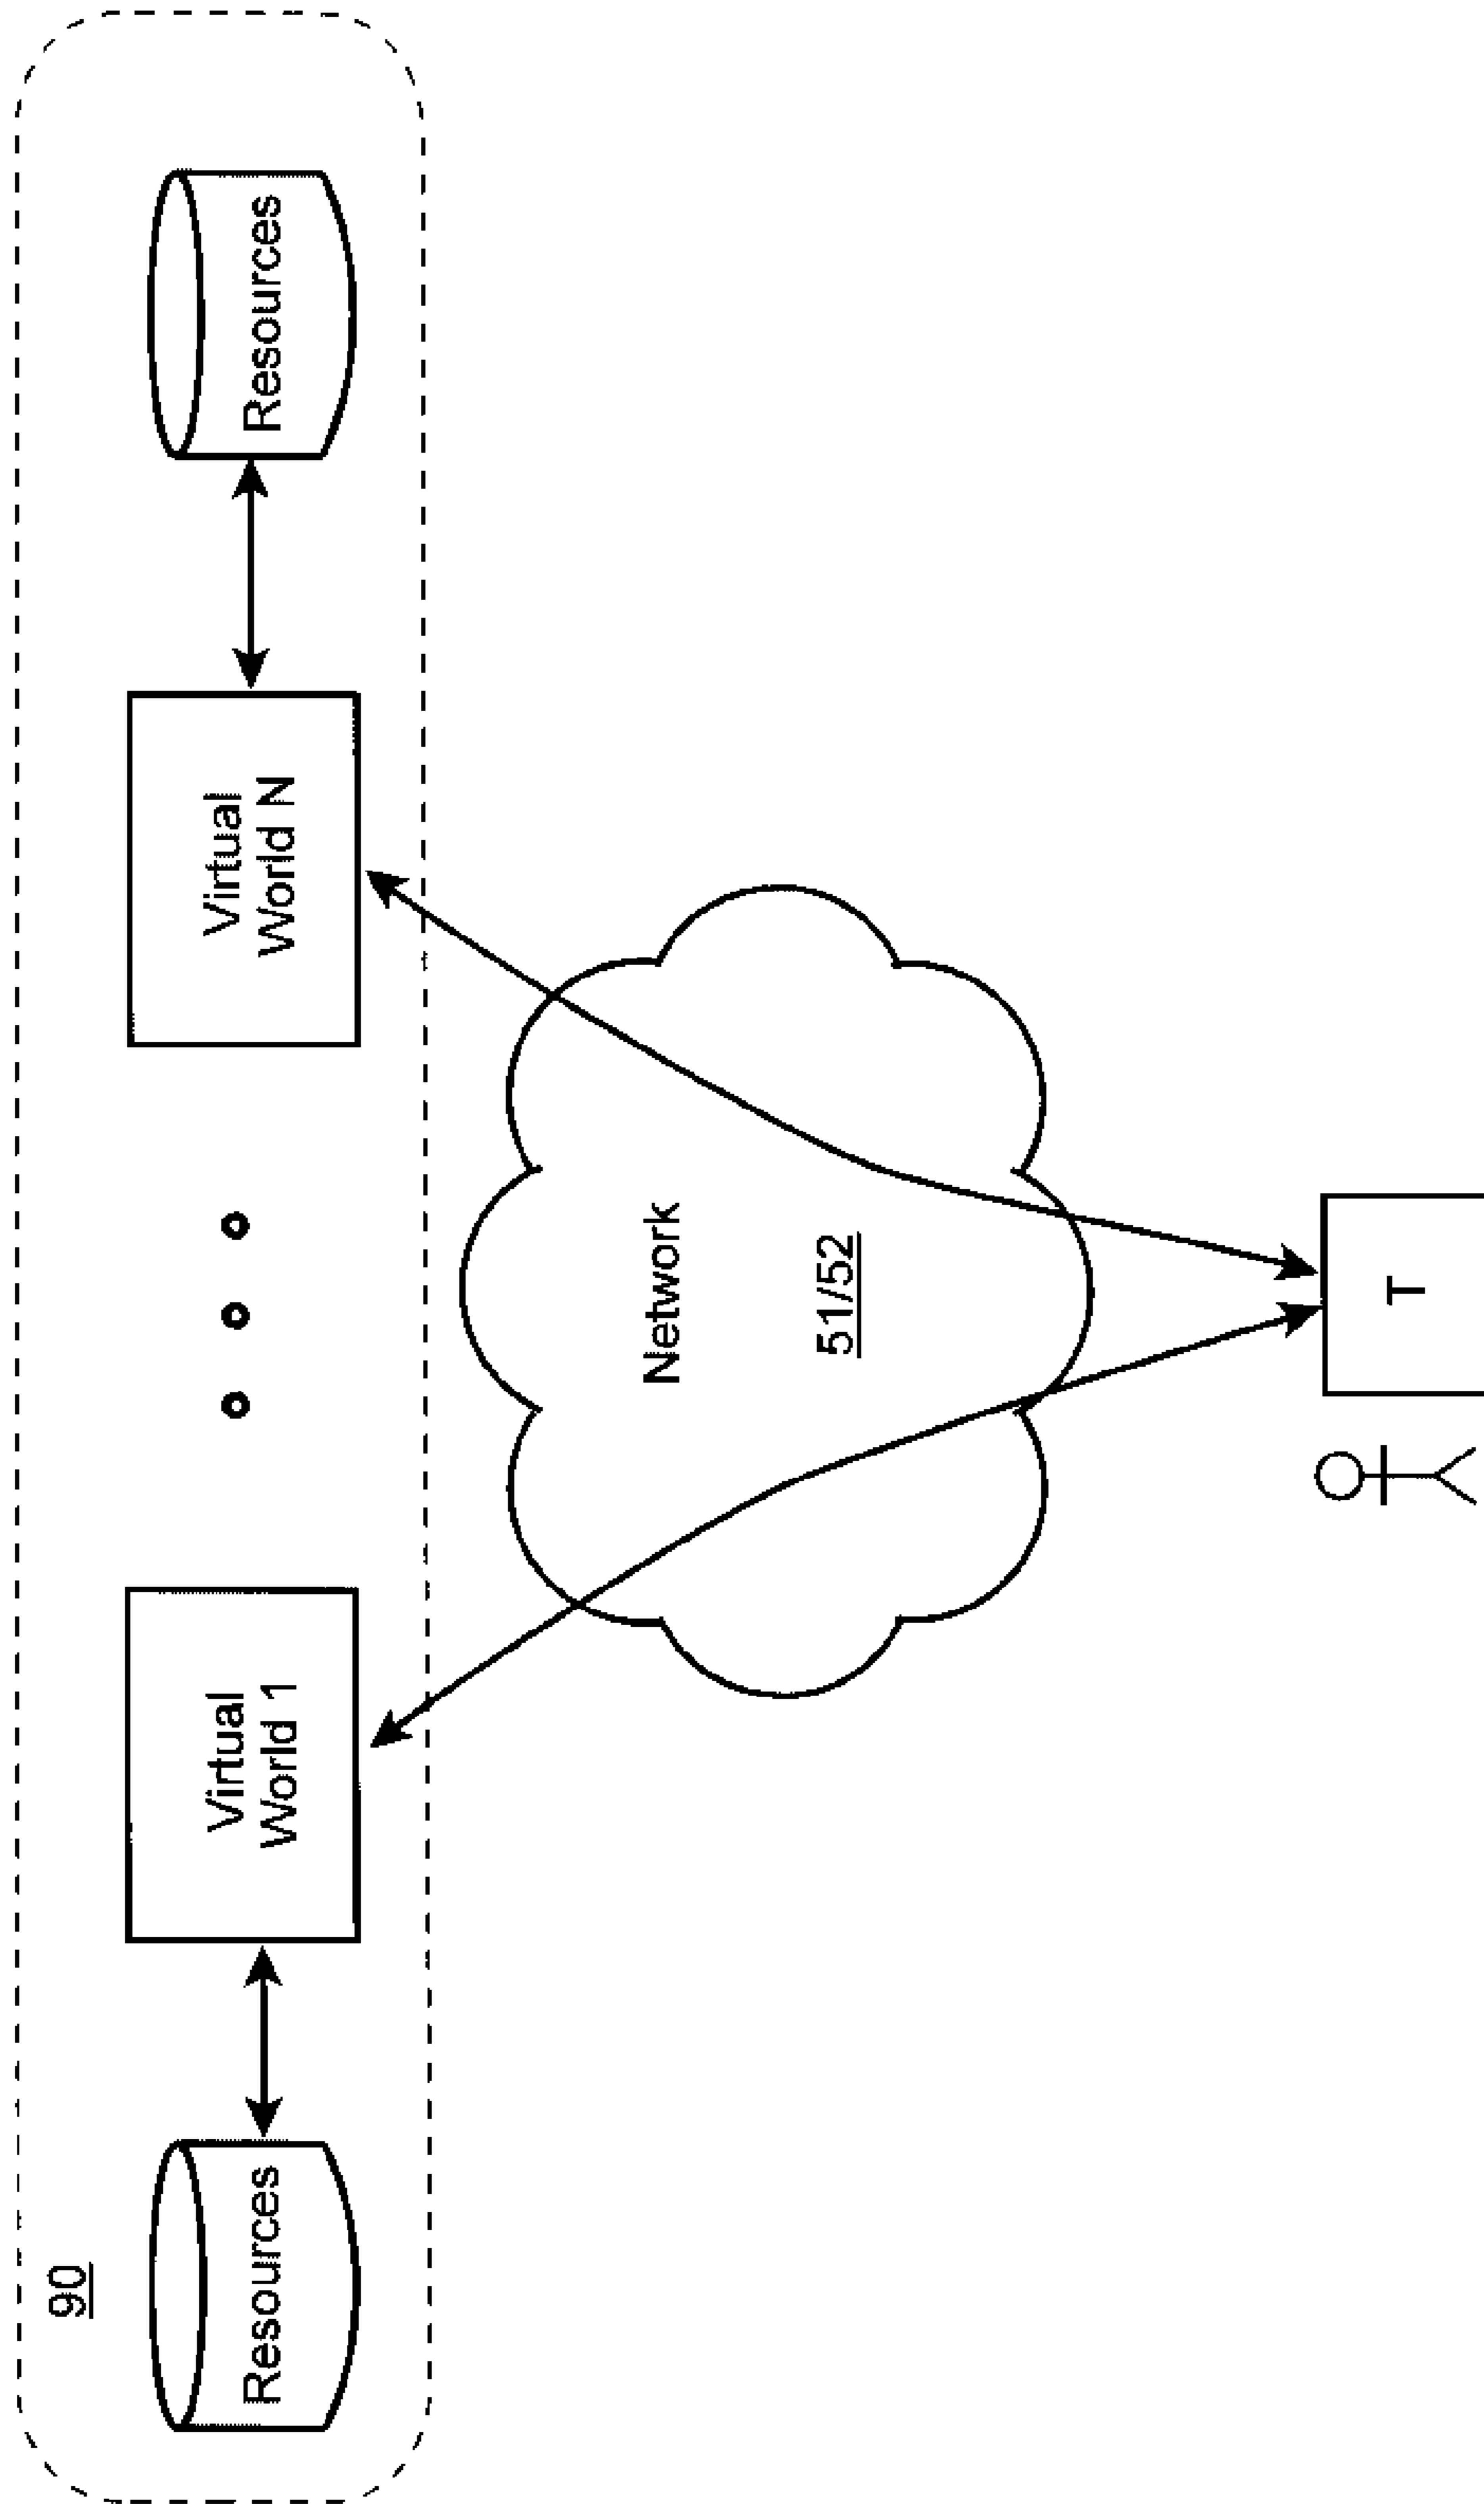 90
Resources
Virtual
World 1
Virtual
World N
Resources
Network
51/52
T